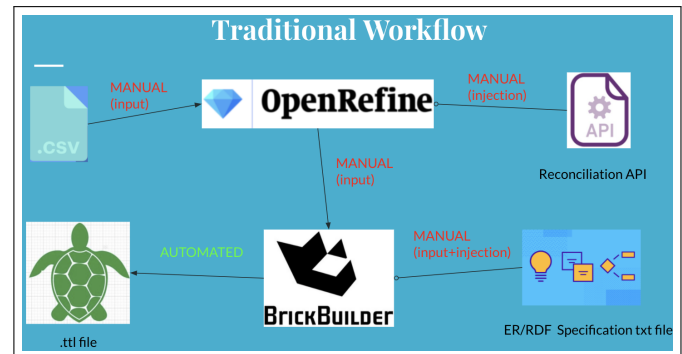 Traditional Workflow
MANUAL
(input)
OpenRefine
MANUAL
(injection)
.CSV
API
Reconciliation API
MANUAL
(input)
AUTOMATED
MANUAL
(input+injection)
BRICKBUILDER
.ttl file
ER/RDF Specification txt file